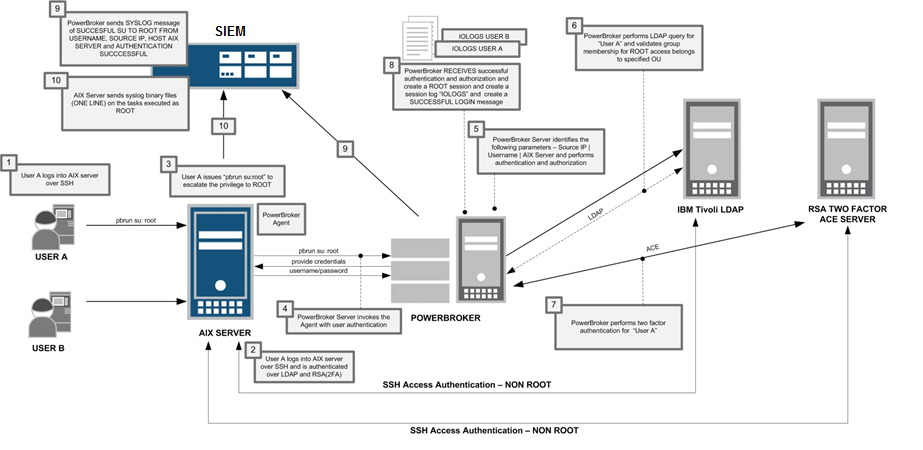 9
PowerBroker sends SYSLOG message
of SUCCESFUL SU TO ROOT FROM
USERNAME, SOURCE IP, HOST AIX
SERVER and AUTHENTICATION
SUCCCESSFUL
SIEM
10
AIX Server sends syslog binary files
(ONE LINE) on the tasks executed as
ROOT
10
9
IOLOGS USER B
IOLOGS USER A
8
PowerBroker RECEIVES successful
authentication and authorization and
create a ROOT session and create a
session log "IOLOGS" and create a
SUCCESSFUL LOGIN message
6
PowerBroker performs LDAP query for
"User A" and validates group
membership for ROOT access belongs
to specified OU
5
PowerBroker Server identifies the
following parameters – Source IP |
Username | AIX Server and performs
authentication and authorization
1
User A logs into AIX server
over SSH
3
User A issues "pbrun su:root" to
escalate the privilege to ROOT
PowerBroker
Agent
pbrun su: root
USER A
USER B
AIX SERVER
pbrun su: root
provide credentials
username/password
POWERBROKER
LDAP
ACE
IBM Tivoli LDAP
RSA TWO FACTOR
ACE SERVER
4
PowerBroker Server invokes the
Agent with user authentication
7
PowerBroker performs two factor
authentication for "User A"
2
User A logs into AIX server
over SSH and is authenticated
over LDAP and RSA(2FA)
SSH Access Authentication – NON ROOT
SSH Access Authentication – NON ROOT